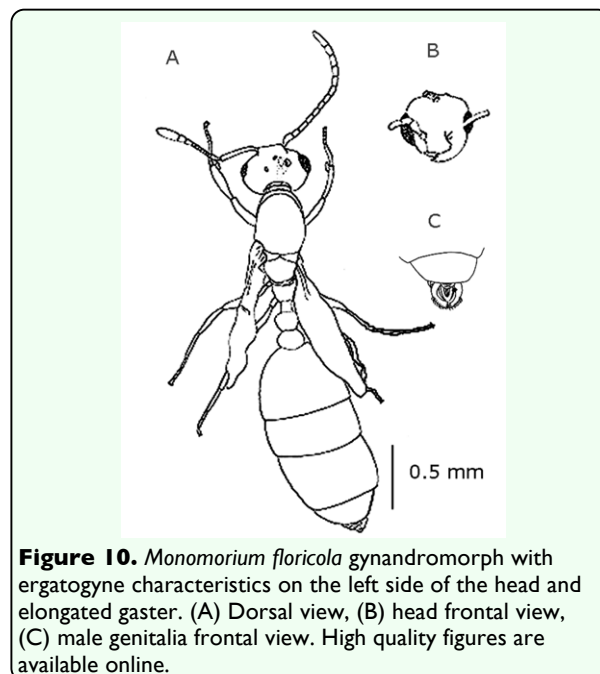 A
B
C
0.5 mm
Figure 10. Monomorium floricola gynandromorph with
ergatogyne characteristics on the left side of the head and
elongated gaster. (A) Dorsal view, (B) head frontal view,
(C) male genitalia frontal view. High quality figures are
available online.